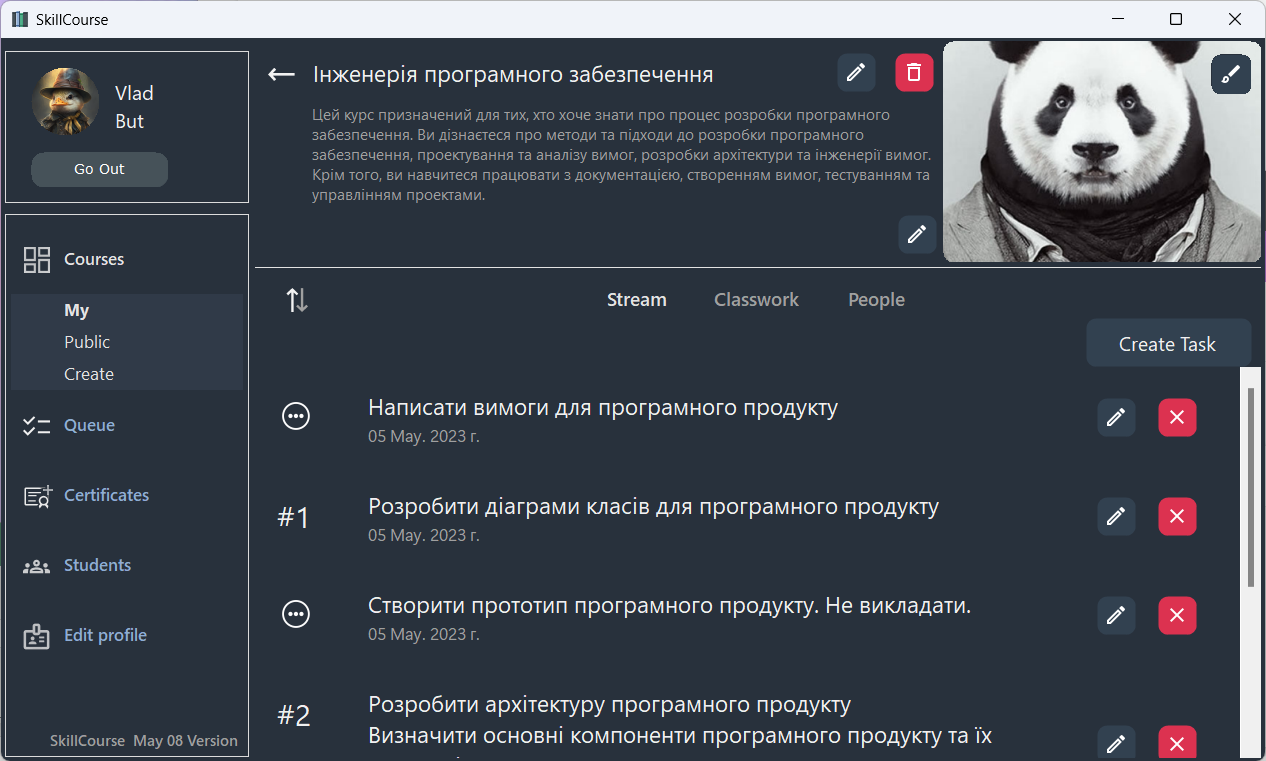 SkillCourse
Vlad
But
Go Out
Courses
My
Public
Create
Queue
Certificates
Students
Edit profile
SkillCourse May 08 Version
Інженерія програмного забезпечення
Цей курс призначений для тих, хто хоче знати про процес розробки програмного
забезпечення. Ви дізнаєтеся про методи та підходи до розробки програмного
забезпечення, проектування та аналізу вимог, розробки архітектури та інженерії вимог.
Крім того, ви навчитеся працювати з документацією, створенням вимог, тестуванням та
управлінням проектами.
Stream Classwork People
Create Task
Написати вимоги для програмного продукту
05 May. 2023 г.
#1 Розробити діаграми класів для програмного продукту
05 May. 2023 г.
Створити прототип програмного продукту. Не викладати.
05 May. 2023 г.
#2 Розробити архітектуру програмного продукту
Визначити основні компоненти програмного продукту та їх